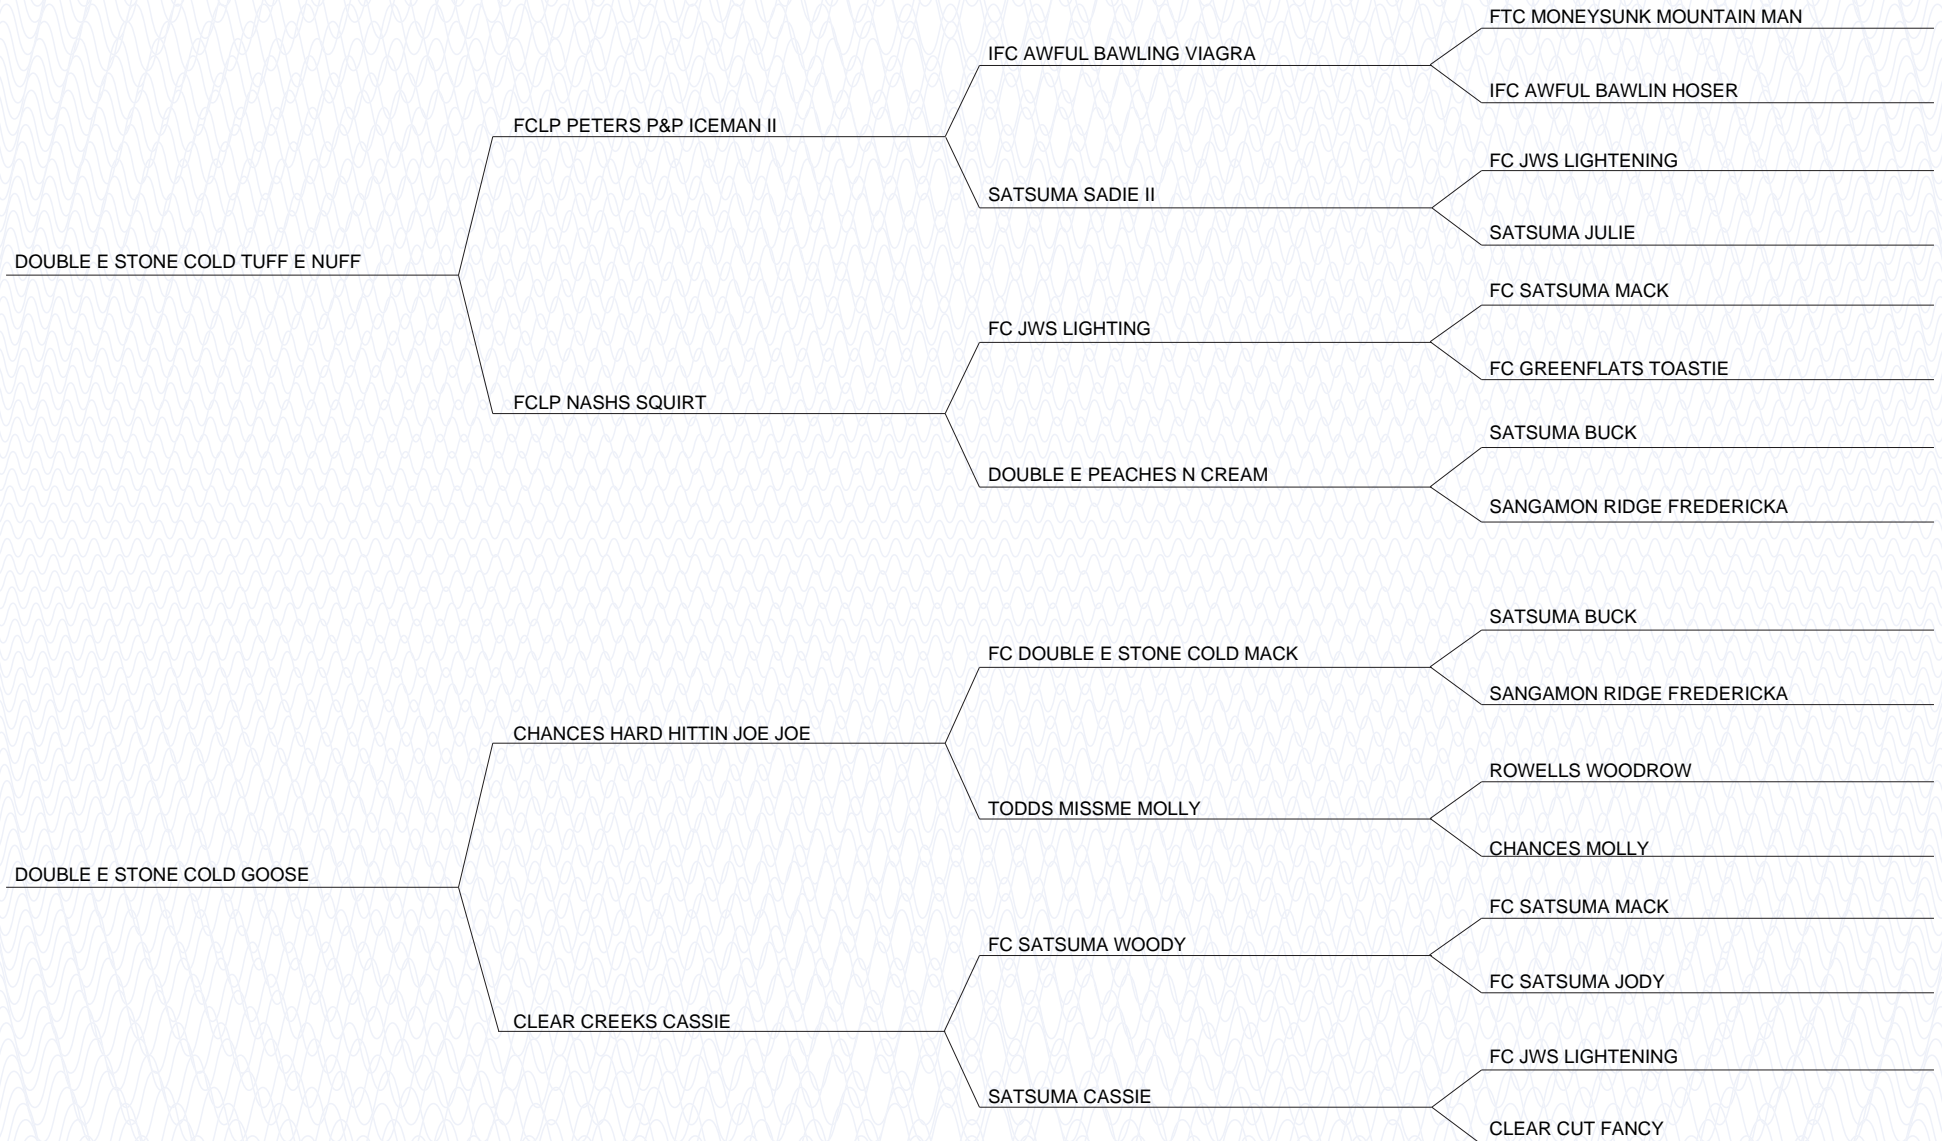 FTC MONEYSUNK MOUNTAIN MAN
IFC AWFUL BAWLING VIAGRA
IFC AWFUL BAWLIN HOSER
FCLP PETERS P&P ICEMAN II
FC JWS LIGHTENING
SATSUMA SADIE II
SATSUMA JULIE
DOUBLE E STONE COLD TUFF E NUFF
FC SATSUMA MACK
FC JWS LIGHTING
FC GREENFLATS TOASTIE
FCLP NASHS SQUIRT
SATSUMA BUCK
DOUBLE E PEACHES N CREAM
SANGAMON RIDGE FREDERICKA
SATSUMA BUCK
FC DOUBLE E STONE COLD MACK
SANGAMON RIDGE FREDERICKA
CHANCES HARD HITTIN JOE JOE
ROWELLS WOODROW
TODDS MISSME MOLLY
CHANCES MOLLY
DOUBLE E STONE COLD GOOSE
FC SATSUMA MACK
FC SATSUMA WOODY
FC SATSUMA JODY
CLEAR CREEKS CASSIE
FC JWS LIGHTENING
SATSUMA CASSIE
CLEAR CUT FANCY